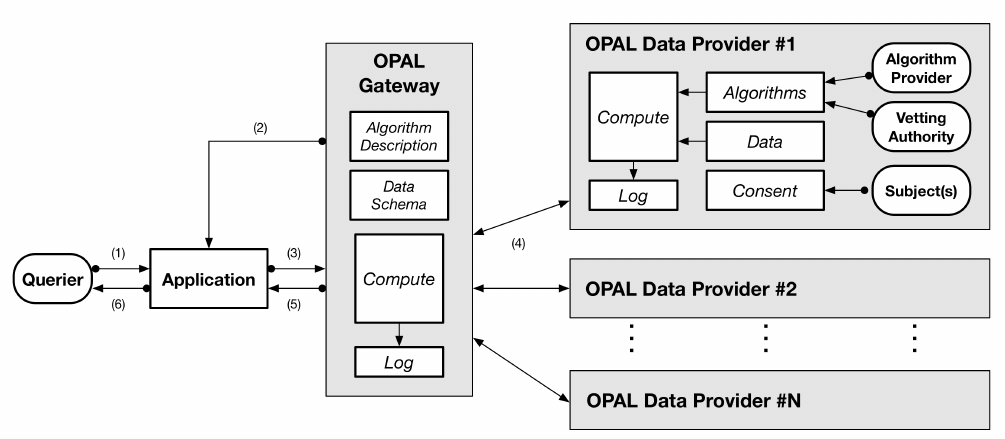 Querier
(1)
(6)
Application
(2)
(3)
(5)
OPAL
Gateway
Algorithm
Description
Data
Schema
Compute
Log
(4)
OPAL Data Provider #1
Compute
Log
Algorithms
Data
Consent
Algorithm
Provider
Vetting
Authority
Subject(s)
OPAL Data Provider #2
OPAL Data Provider #N